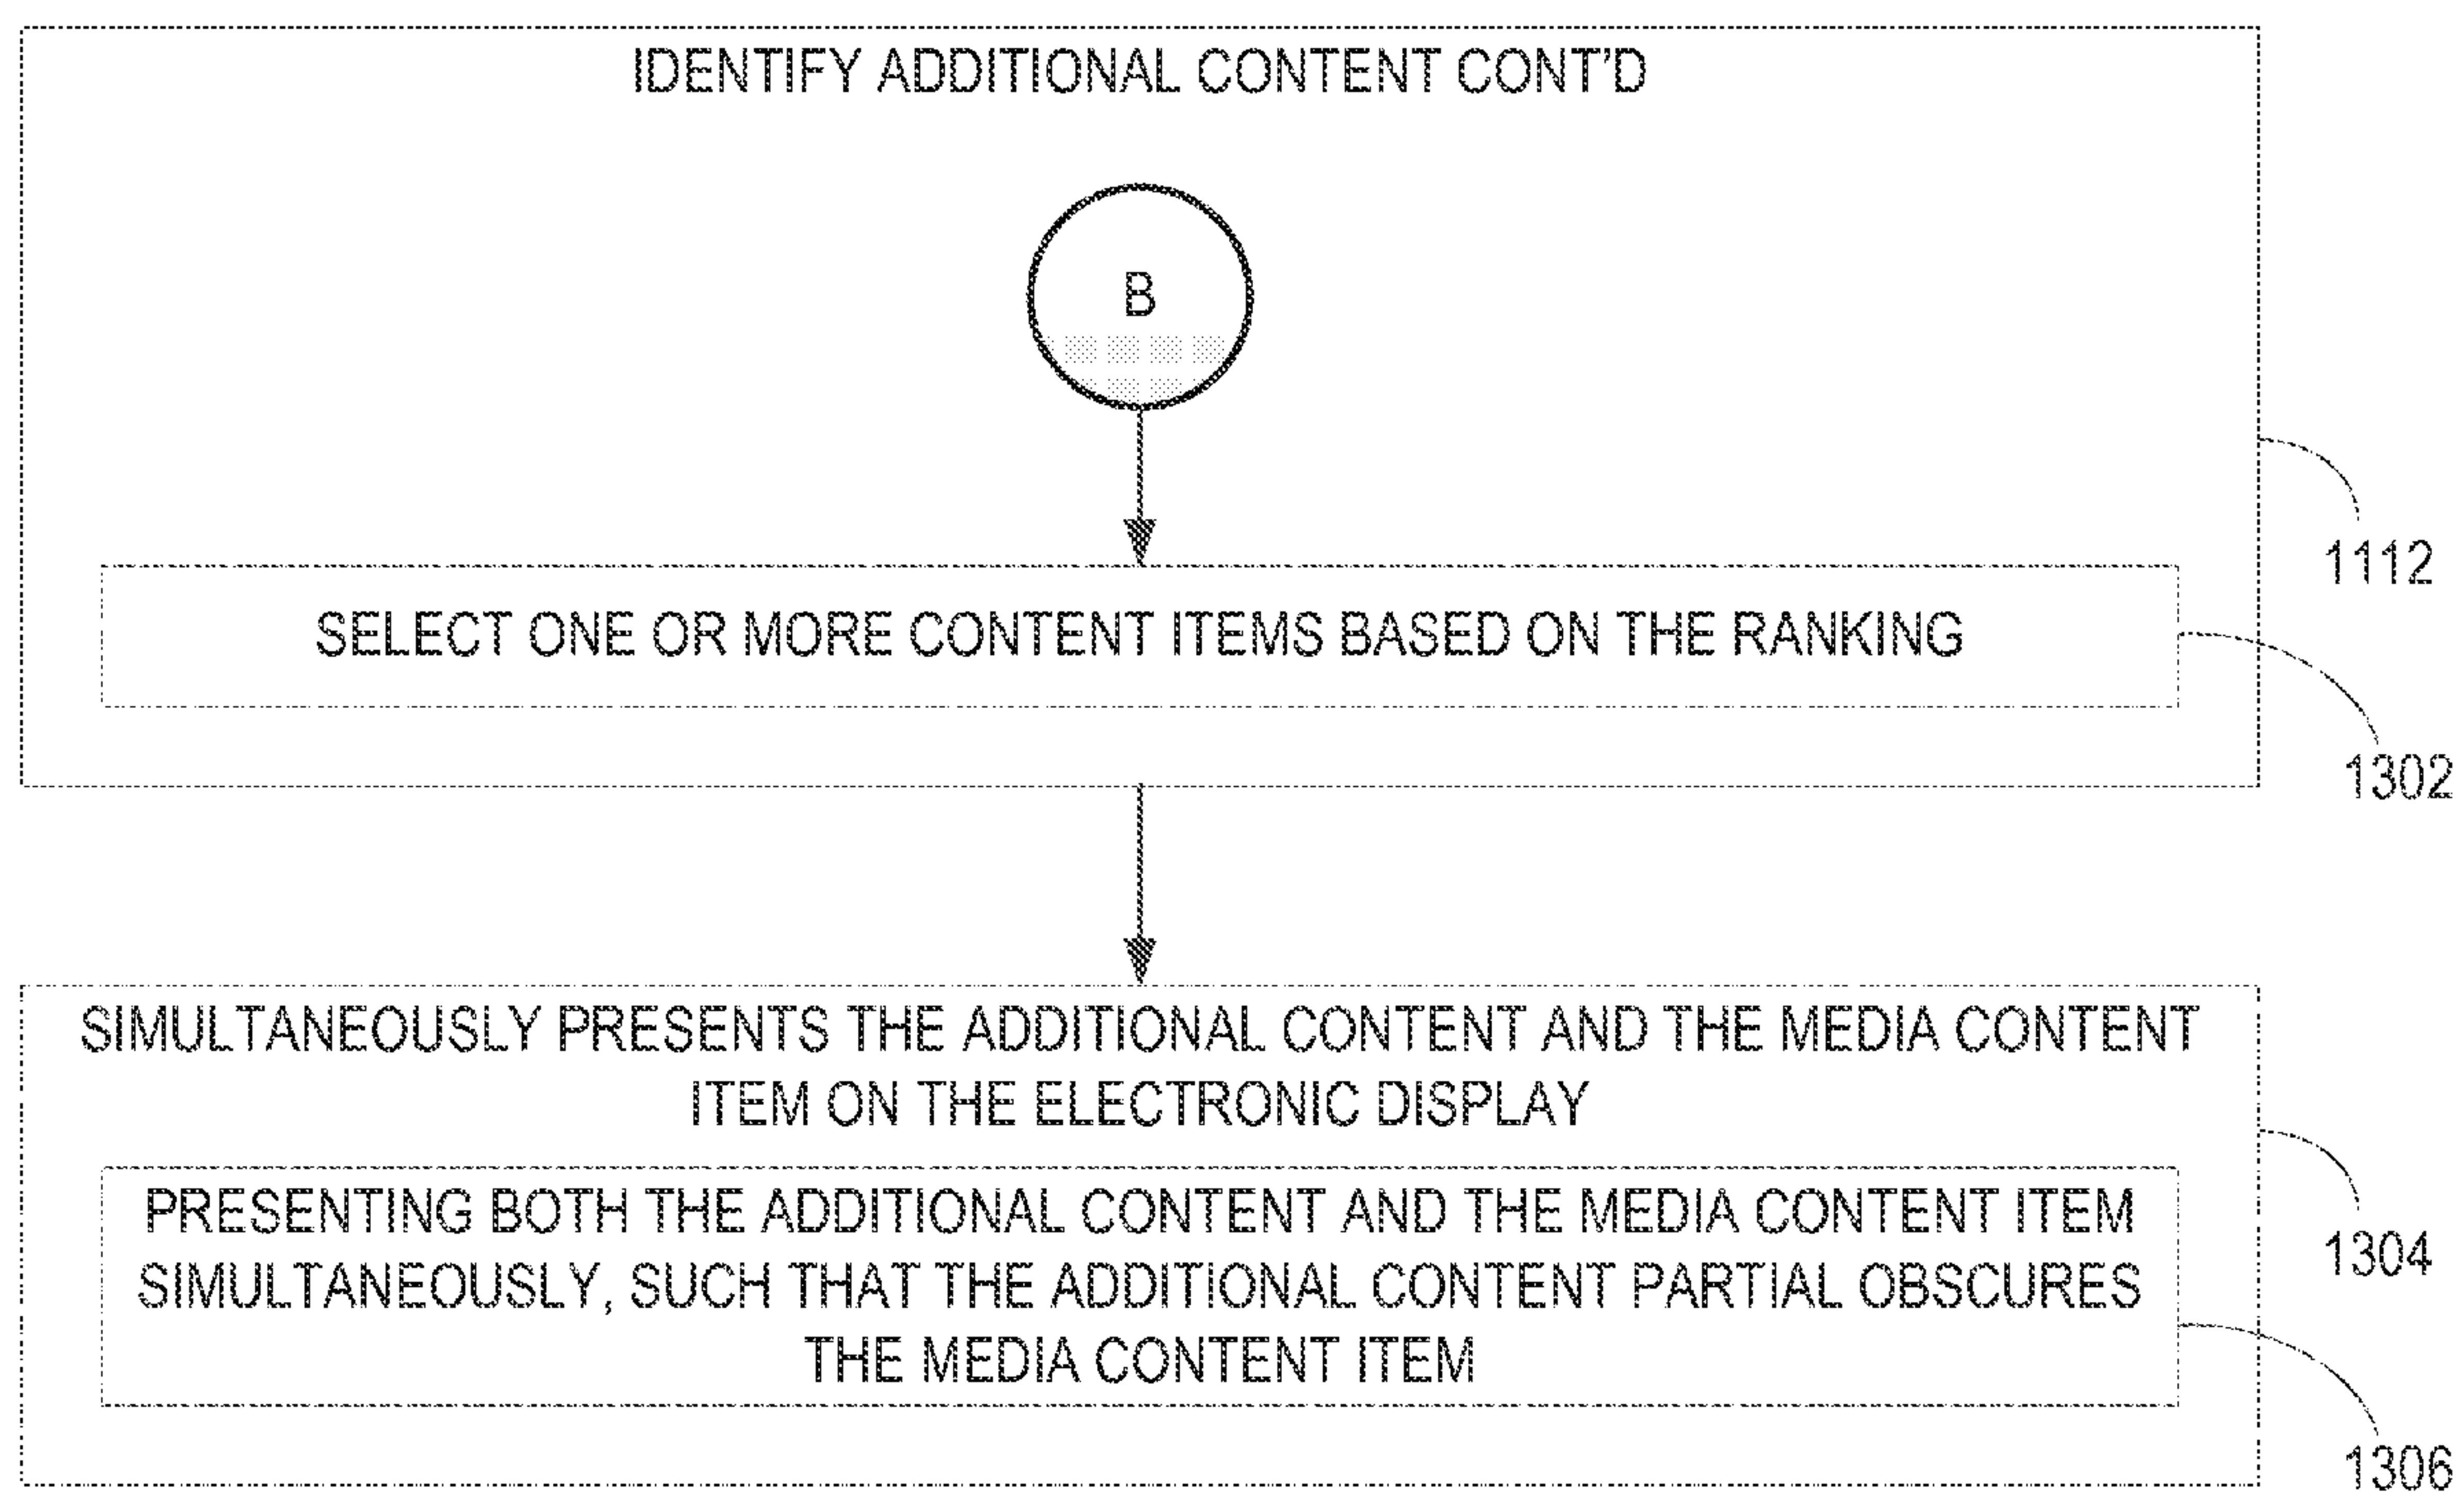 IDENTIFY ADDITIONAL CONTENT CONT'D
B
1112
SELECT ONE OR MORE CONTENT ITEMS BASED ON THE RANKING
1302
SIMULTANEOUSLY PRESENTS THE ADDITIONAL CONTENT AND THE MEDIA CONTENT
ITEM ON THE ELECTRONIC DISPLAY
PRESENTING BOTH THE ADDITIONAL CONTENT AND THE MEDIA CONTENT ITEM
SIMULTANEOUSLY, SUCH THAT THE ADDITIONAL CONTENT PARTIAL OBSCURES
THE MEDIA CONTENT ITEM
1304
1306